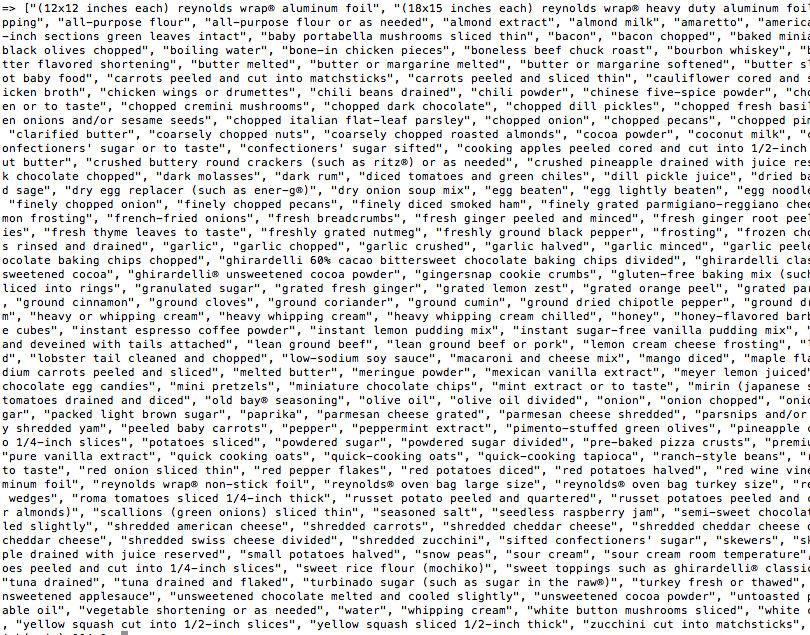 => ["(12x12 inches each) reynolds wrap® aluminum foil", "(18x15 inches each) reynolds wrap® heavy duty aluminum foil
pping", "all-purpose flour", "all-purpose flour or as needed", "almond extract", "almond milk", "amaretto", "americ
-inch sections green leaves intact", "baby portabella mushrooms sliced thin", "bacon", "bacon chopped", "baked mini
black olives chopped", "boiling water", "bone-in chicken pieces", "boneless beef chuck roast", "bourbon whiskey", "b
tter flavored shortening", "butter melted", "butter or margarine melted", "butter or margarine softened", "butter s
ot baby food", "carrots peeled and cut into matchsticks", "carrots peeled and sliced thin", "cauliflower cored and s
icken broth", "chicken wings or drumettes", "chili beans drained", "chili powder", "chinese five-spice powder", "cho
en or to taste", "chopped cremini mushrooms", "chopped dark chocolate", "chopped dill pickles", "chopped fresh basi
en onions and/or sesame seeds", "chopped italian flat-leaf parsley", "chopped onion", "chopped pecans", "chopped pim
"clarified butter", "coarsely chopped nuts", "coarsely chopped roasted almonds", "cocoa powder", "coconut milk", "c
onfectioners' sugar or to taste", "confectioners' sugar sifted", "cooking apples peeled cored and cut into 1/2-inch
ut butter", "crushed buttery round crackers (such as ritz®) or as needed", "crushed pineapple drained with juice res
k chocolate chopped", "dark molasses", "dark rum", "diced tomatoes and green chiles", "dill pickle juice", "dried ba
d sage", "dry egg replacer (such as ener-g®)", "dry onion soup mix", "egg beaten", "egg lightly beaten", "egg noodle
"finely chopped onion", "finely chopped pecans", "finely diced smoked ham", "finely grated parmigiano-reggiano chee
mon frosting", "french-fried onions", "fresh breadcrumbs", "fresh ginger peeled and minced", "fresh ginger root pee
ies", "fresh thyme leaves to taste", "freshly grated nutmeg", "freshly ground black pepper", "frosting", "frozen cho
s rinsed and drained", "garlic", "garlic chopped", "garlic crushed", "garlic halved", "garlic minced", "garlic peele
ocolate baking chips chopped", "ghirardelli 60% cacao bittersweet chocolate baking chips divided", "ghirardelli clas
sweetened cocoa", "ghirardelli® unsweetened cocoa powder", "gingersnap cookie crumbs", "gluten-free baking mix (such
liced into rings", "granulated sugar", "grated fresh ginger", "grated lemon zest", "grated orange peel", "grated par
, "ground cinnamon", "ground cloves", "ground coriander", "ground cumin", "ground dried chipotle pepper", "ground d
m", "heavy or whipping cream", "heavy whipping cream", "heavy whipping cream chilled", "honey", "honey-flavored barb
e cubes", "instant espresso coffee powder", "instant lemon pudding mix", "instant sugar-free vanilla pudding mix",
and deveined with tails attached", "lean ground beef", "lean ground beef or pork", "lemon cream cheese frosting", "l
d", "lobster tail cleaned and chopped", "low-sodium soy sauce", "macaroni and cheese mix", "mango diced", "maple fla
dium carrots peeled and sliced", "melted butter", "meringue powder", "mexican vanilla extract", "meyer lemon juiced"
chocolate egg candies", "mini pretzels", "miniature chocolate chips", "mint extract or to taste", "mirin (japanese s
tomatoes drained and diced", "old bay® seasoning", "olive oil", "olive oil divided", "onion", "onion chopped", "onio
gar", "packed light brown sugar", "paprika", "parmesan cheese grated", "parmesan cheese shredded", "parsnips and/or
y shredded yam", "peeled baby carrots", "pepper", "peppermint extract", "pimento-stuffed green olives", "pineapple c
o 1/4-inch slices", "potatoes sliced", "powdered sugar", "powdered sugar divided", "pre-baked pizza crusts", "premiu
"pure vanilla extract", "quick cooking oats", "quick-cooking oats", "quick-cooking tapioca", "ranch-style beans", "
to taste", "red onion sliced thin", "red pepper flakes", "red potatoes diced", "red potatoes halved", "red wine vine
minum foil", "reynolds wrap® non-stick foil", "reynolds® oven bag large size", "reynolds® oven bag turkey size", "re
wedges", "roma tomatoes sliced 1/4-inch thick", "russet potato peeled and quartered", "russet potatoes peeled and
r almonds)", "scallions (green onions) sliced thin", "seasoned salt", "seedless raspberry jam", "semi-sweet chocolat
led slightly", "shredded american cheese", "shredded carrots", "shredded cheddar cheese", "shredded cheddar cheese
cheddar cheese", "shredded swiss cheese divided", "shredded zucchini", "sifted confectioners' sugar", "skewers", "sk
ple drained with juice reserved", "small potatoes halved", "snow peas", "sour cream", "sour cream room temperature",
oes peeled and cut into 1/4-inch slices", "sweet rice flour (mochiko)", "sweet toppings such as ghirardelli® classic
"tuna drained", "tuna drained and flaked", "turbinado sugar (such as sugar in the raw®)", "turkey fresh or thawed",
nsweetened applesauce", "unsweetened chocolate melted and cooled slightly", "unsweetened cocoa powder", "untoasted p
able oil", "vegetable shortening or as needed", "water", "whipping cream", "white button mushrooms sliced", "white
, "yellow squash cut into 1/2-inch slices", "yellow squash sliced 1/2-inch thick", "zucchini cut into matchsticks",